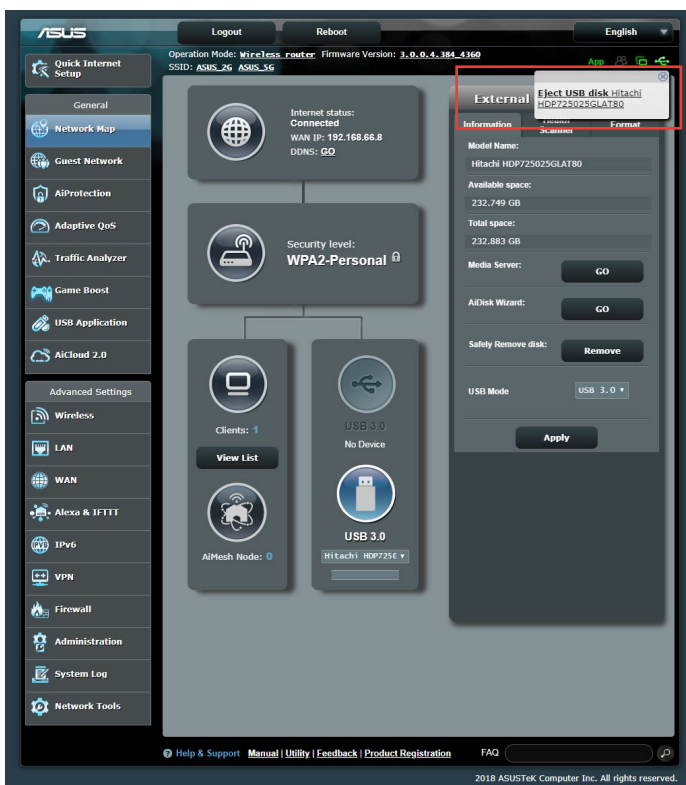 ASUS
Logout
Reboot
English
Quick Internet
Setup
Operation Mode: Wireless router Firmware Version: 3.0.0.4.384_4360
SSID: ASUS_2G ASUS_5G
App
General
Network Map
Guest Network
AiProtection
Adaptive QoS
Traffic Analyzer
Game Boost
USB Application
AiCloud 2.0
Advanced Settings
Wireless
LAN
WAN
Alexa & IFTTT
IPv6
VPN
Firewall
Administration
System Log
Network Tools
Internet status:
Connected
WAN IP: 192.168.66.8
DDNS: GO
Security level:
WPA2-Personal
Clients: 1
View List
AiMesh Node: 0
USB 3.0
No Device
USB 3.0
Hitachi HDP725
External
Eject USB disk Hitachi
HDP725025GLAT80
Information
Health
Scanner
Format
Model Name:
Hitachi HDP725025GLAT80
Available space:
232.749 GB
Total space:
232.883 GB
Media Server:
GO
AiDisk Wizard:
GO
Safely Remove disk:
Remove
USB Mode
USB 3.0
Apply
Help & Support Manual | Utility | Feedback | Product Registration
FAQ
2018 ASUSTeK Computer Inc. All rights reserved.